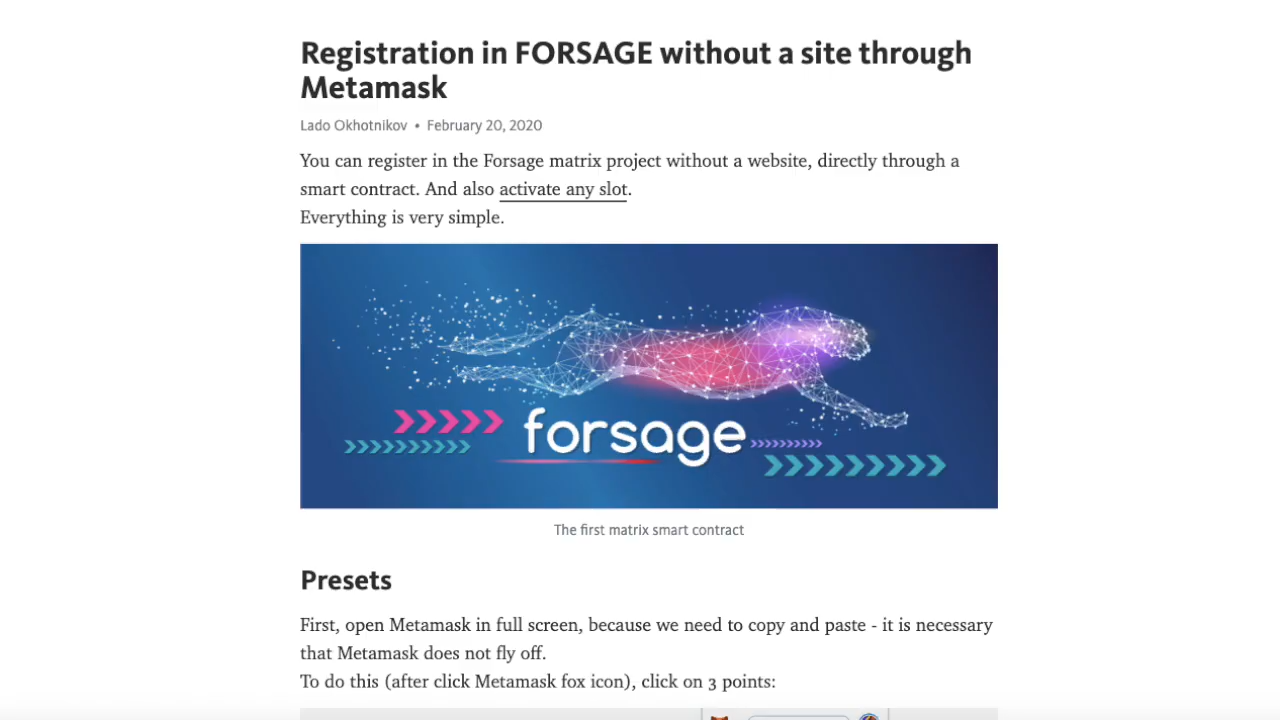 Registration in FORSAGE without a site through
Metamask
Lado Okhotnikov • February 20, 2020
You can register in the Forsage matrix project without a website, directly through a
smart contract. And also activate any slot.
Everything is very simple.
forsage
The first matrix smart contract
Presets
First, open Metamask in full screen, because we need to copy and paste - it is necessary
that Metamask does not fly off.
To do this (after click Metamask fox icon), click on 3 points: